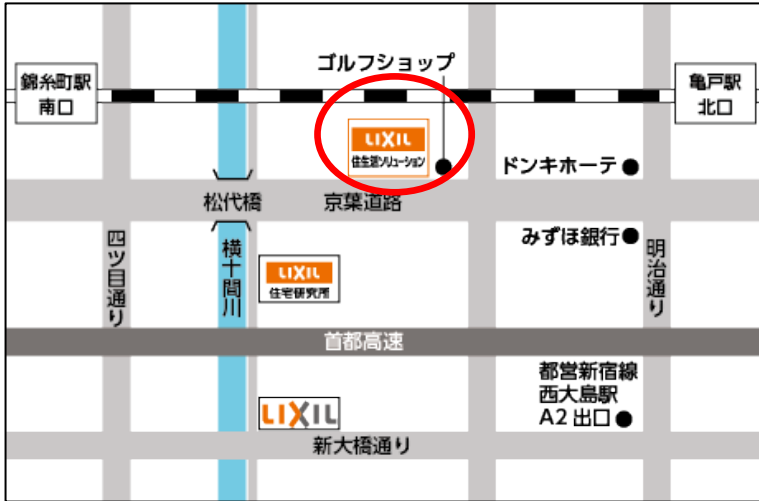 ゴルフショップ
錦糸町駅
南口
亀戸駅
北口
LIXIL
住生活ソリューション
ドンキホーテ
松代橋
京葉道路
みずほ銀行
四ツ目通り
横十間川
明治通り
LIXIL
住宅研究所
首都高速
都営新宿線
西大島駅
A2出口
LIXIL
新大橋通り